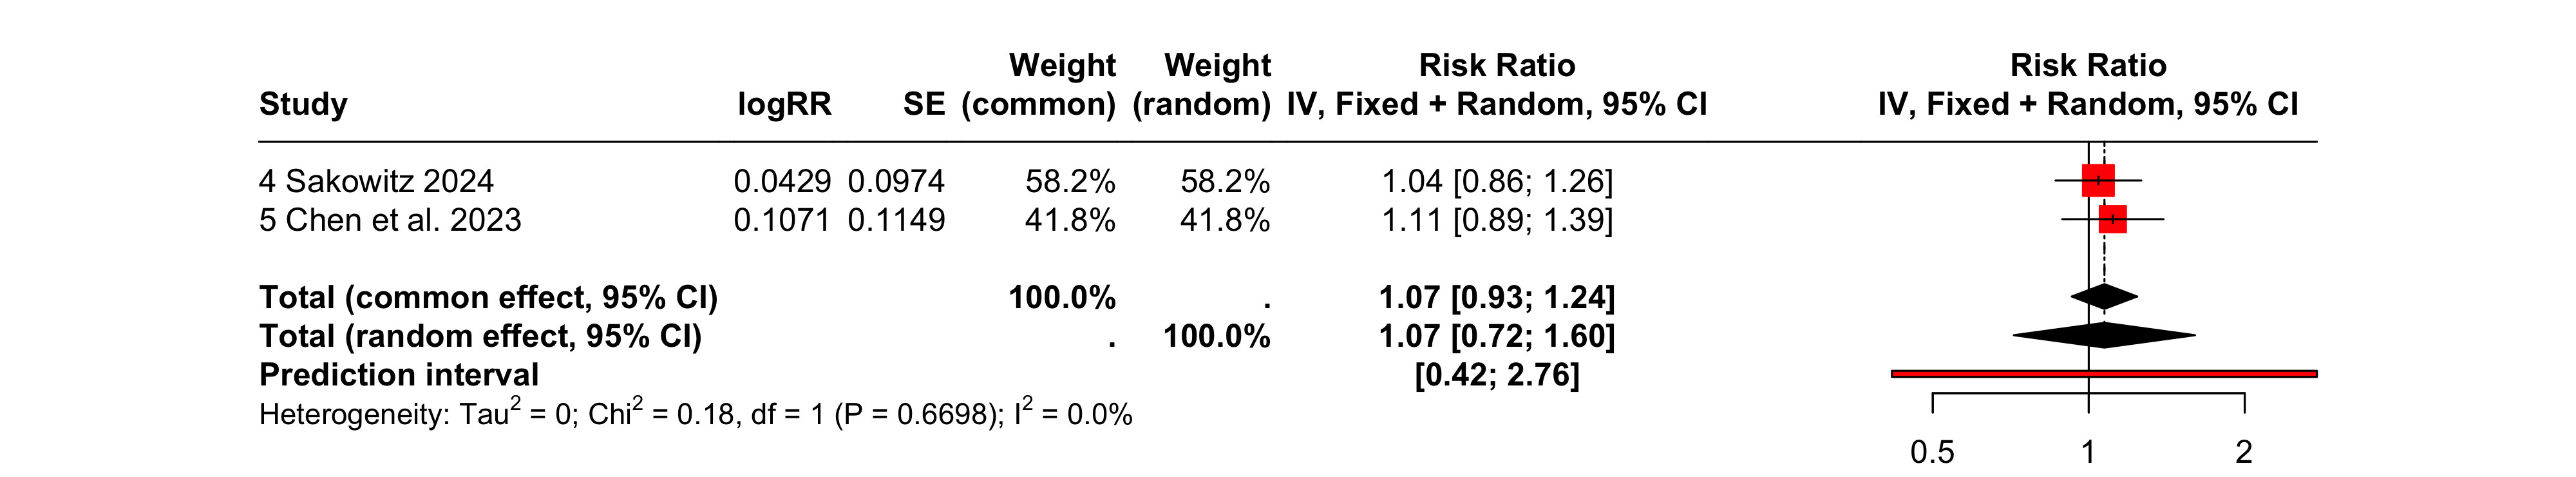 Weight Weight Risk Ratio Risk Ratio
Study logRR SE (common) (random) IV, Fixed + Random, 95% CI IV, Fixed + Random, 95% CI
4 Sakowitz 2024 0.0429 0.0974 58.2% 58.2% 1.04 [0.86; 1.26]
5 Chen et al. 2023 0.1071 0.1149 41.8% 41.8% 1.11 [0.89; 1.39]
Total (common effect, 95% CI) 100.0% . 1.07 [0.93; 1.24]
Total (random effect, 95% CI) . 100.0% 1.07 [0.72; 1.60]
Prediction interval [0.42; 2.76]
Heterogeneity: Tau² = 0; Chi² = 0.18, df = 1 (P = 0.6698); I² = 0.0%
0.5 1 2